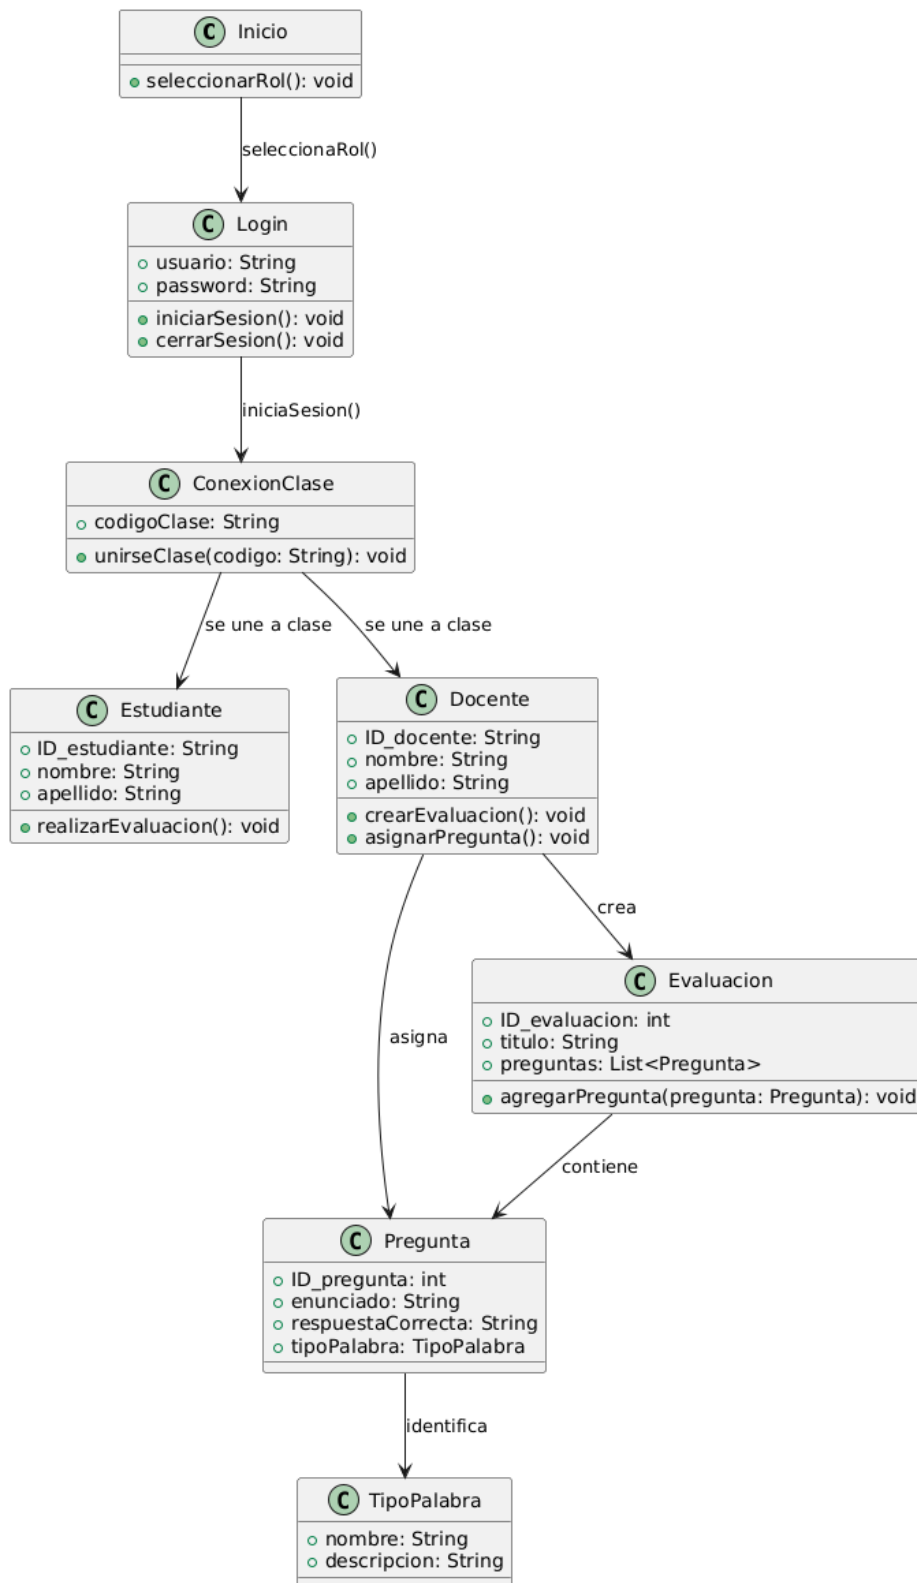 C Inicio
seleccionarRol(): void
seleccionaRol()
C Login
usuario: String
password: String
iniciarSesion(): void
cerrarSesion(): void
iniciaSesion()
C ConexionClase
codigoClase: String
unirseClase(codigo: String): void
se une a clase
se une a clase
C Estudiante
ID_estudiante: String
nombre: String
apellido: String
realizarEvaluacion(): void
C Docente
ID_docente: String
nombre: String
apellido: String
crearEvaluacion(): void
asignarPregunta(): void
crea
asigna
C Evaluacion
ID_evaluacion: int
titulo: String
preguntas: List<Pregunta>
agregarPregunta(pregunta: Pregunta): void
contiene
C Pregunta
ID_pregunta: int
enunciado: String
respuestaCorrecta: String
tipoPalabra: TipoPalabra
identifica
C TipoPalabra
nombre: String
descripcion: String